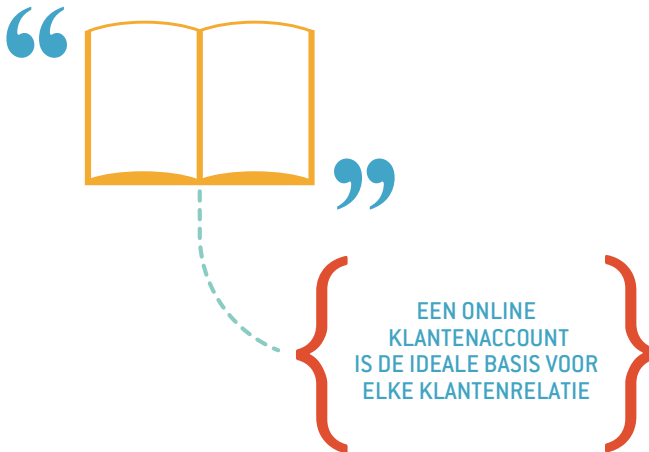 “
”
EEN ONLINE
KLANTENACCOUNT
IS DE IDEALE BASIS VOOR
ELKE KLANTENRELATIE